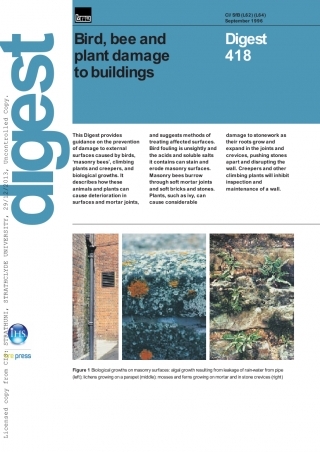 bre
CI/SfB (L62) (L64)
September 1996
Bird, bee and
plant damage
to buildings
Digest
418
digest
This Digest provides
guidance on the prevention
of damage to external
surfaces caused by birds,
'masony bees', climbing
plants and creepers, and
biological growths. It
describes how these
animals and plants can
cause deterioration in
surfaces and mortar joints,
and suggests methods of
treating affected surfaces.
Bird fouling is unsightly and
the acids and soluble salts
it contains can stain and
erode masonry surfaces.
Masonry bees burrow
through soft mortar joints
and soft bricks and stones.
Plants, such as ivy, can
cause considerable
damage to stonework as
their roots grow and
expand in the joints and
crevices, pushing stones
apart and disrupting the
wall. Creepers and other
climbing plants will inhibit
inspection and
maintenance of a wall.
Figure 1 Biological growths on masonry surfaces: algal growth resulting from leakage of rainwater from pipe
(left); lichens growing on a parapet (middle); mosses and ferns growing on mortar and in stone crevices (right)
IHS
press
Licensed copy from CIS: STRATHUNI, STRATHCLYDE UNIVERSITY, 29/12/2013, Uncontrolled Copy.